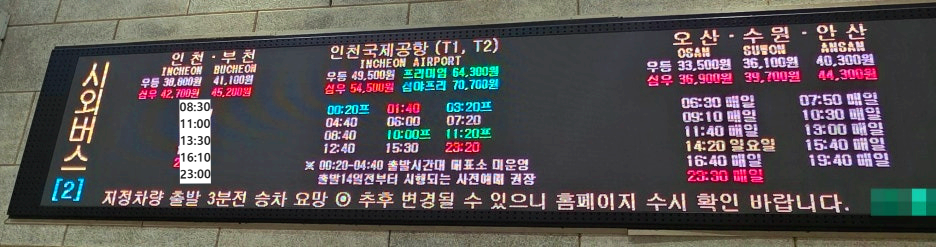 시외버스
[2]
인천·부천
INCHEON BUCHEON
우등 38,800원 41,100원
심우 42,700원 45,200원
08:30
11:00
13:30
16:10
23:00
인천국제공항 (T1, T2)
INCHEON AIRPORT
우등 49,500원 프리미엄 64,300원
심우 54,500원 심야프리 70,700원
00:20프 01:40 03:20프
04:40 06:00 07:20
08:40 10:00프 11:20프
12:40 15:30 23:20
※ 00:20-04:40 출발시간대 매표소 미운영
출발14일전부터 시행되는 사전예매 권장
오산·수원·안산
OSAN SUWON ANSAN
우등 33,500원 36,100원 40,300원
심우 36,900원 39,700원 44,300원
06:30 매일 07:50 매일
09:10 매일 10:30 매일
11:40 매일 13:00 매일
14:20 일요일 15:40 매일
16:40 매일 19:40 매일
23:30 매일
지정차량 출발 3분전 승차 요망 ◎ 추후 변경될 수 있으니 홈페이지 수시 확인 바랍니다.